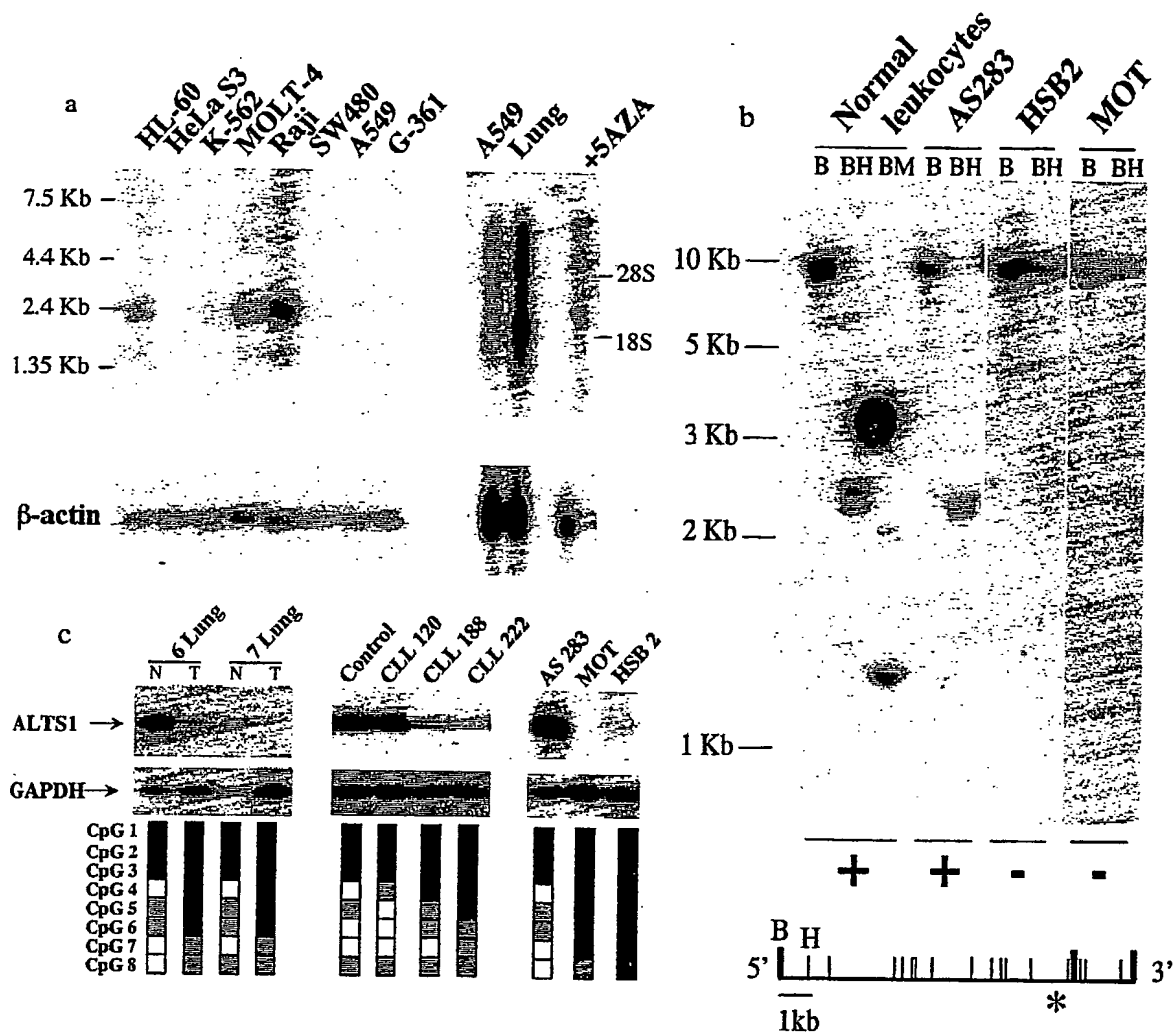 a
HL-60
HeLa S3
K-562
MOLT-4
Raji
SW480
A549
G-361
A549
Lung
+5AZA
7.5 Kb
4.4 Kb
2.4 Kb
1.35 Kb
28S
18S
β-actin
b
Normal
leukocytes
AS283
HSB2
MOT
B BH BM B BH B BH B BH
10 Kb
5 Kb
3 Kb
2 Kb
1 Kb
+ + - -
B H
5' 3'
*
1kb
c
6 Lung 7 Lung
N T N T
Control
CLL 120
CLL 188
CLL 222
AS 283
MOT
HSB 2
ALTS1
GAPDH
CpG 1
CpG 2
CpG 3
CpG 4
CpG 5
CpG 6
CpG 7
CpG 8